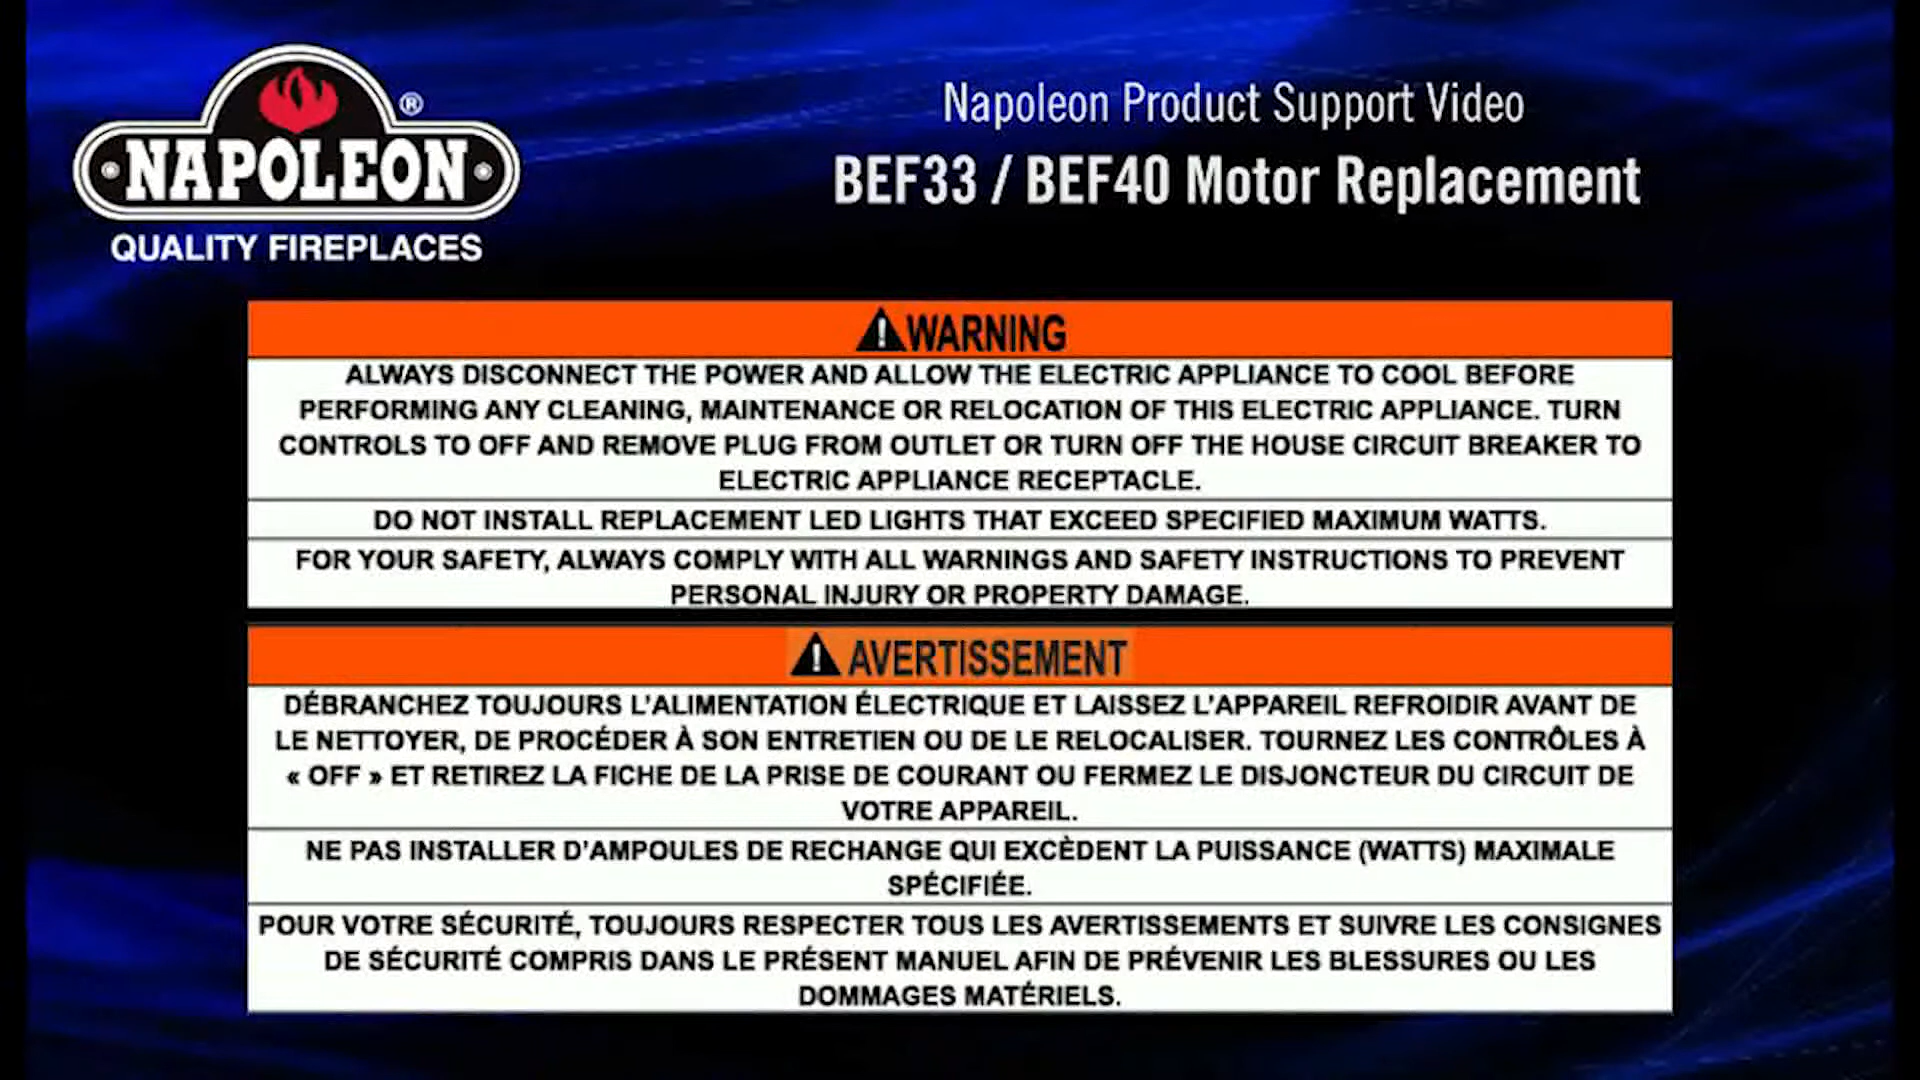 NAPOLEON®
QUALITY FIREPLACES
Napoleon Product Support Video
BEF33 / BEF40 Motor Replacement
WARNING
ALWAYS DISCONNECT THE POWER AND ALLOW THE ELECTRIC APPLIANCE TO COOL BEFORE
PERFORMING ANY CLEANING, MAINTENANCE OR RELOCATION OF THIS ELECTRIC APPLIANCE. TURN
CONTROLS TO OFF AND REMOVE PLUG FROM OUTLET OR TURN OFF THE HOUSE CIRCUIT BREAKER TO
ELECTRIC APPLIANCE RECEPTACLE.
DO NOT INSTALL REPLACEMENT LED LIGHTS THAT EXCEED SPECIFIED MAXIMUM WATTS.
FOR YOUR SAFETY, ALWAYS COMPLY WITH ALL WARNINGS AND SAFETY INSTRUCTIONS TO PREVENT
PERSONAL INJURY OR PROPERTY DAMAGE.
AVERTISSEMENT
DÉBRANCHEZ TOUJOURS L'ALIMENTATION ÉLECTRIQUE ET LAISSEZ L'APPAREIL REFROIDIR AVANT DE
LE NETTOYER, DE PROCÉDER À SON ENTRETIEN OU DE LE RELOCALISER. TOURNEZ LES CONTRÔLES À
« OFF » ET RETIREZ LA FICHE DE LA PRISE DE COURANT OU FERMEZ LE DISJONCTEUR DU CIRCUIT DE
VOTRE APPAREIL.
NE PAS INSTALLER D'AMPOULES DE RECHANGE QUI EXCÈDENT LA PUISSANCE (WATTS) MAXIMALE
SPÉCIFIÉE.
POUR VOTRE SÉCURITÉ, TOUJOURS RESPECTER TOUS LES AVERTISSEMENTS ET SUIVRE LES CONSIGNES
DE SÉCURITÉ COMPRIS DANS LE PRÉSENT MANUEL AFIN DE PRÉVENIR LES BLESSURES OU LES
DOMMAGES MATÉRIELS.